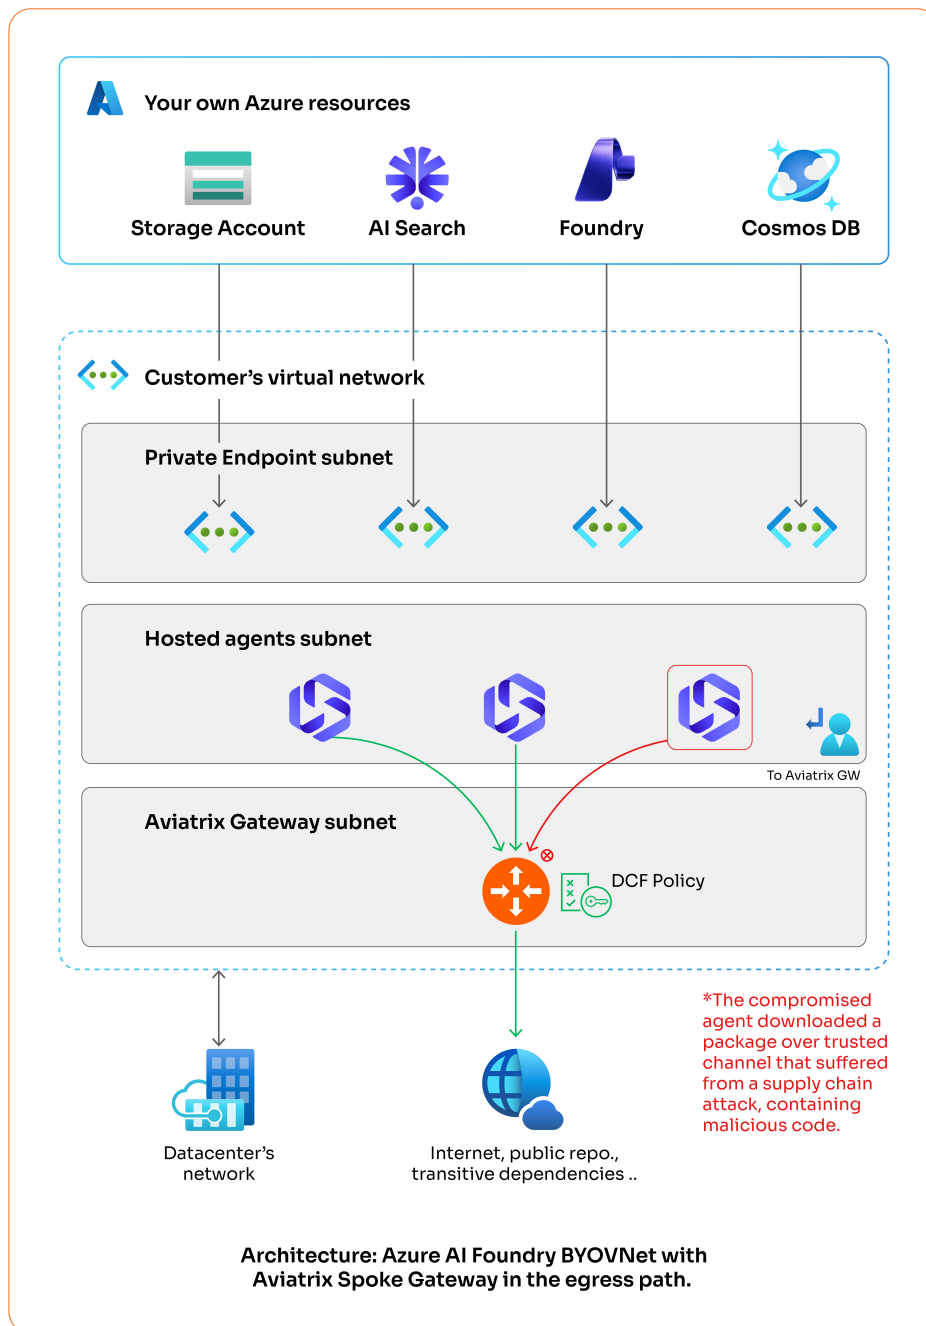 Your own Azure resources
Storage Account
AI Search
Foundry
Cosmos DB
Customer’s virtual network
Private Endpoint subnet
Hosted agents subnet
To Aviatrix GW
Aviatrix Gateway subnet
DCF Policy
*The compromised
agent downloaded a
package over trusted
channel that suffered
from a supply chain
attack, containing
malicious code.
Datacenter’s
network
Internet, public repo.,
transitive dependencies ..
Architecture: Azure AI Foundry BYOVNet with
Aviatrix Spoke Gateway in the egress path.